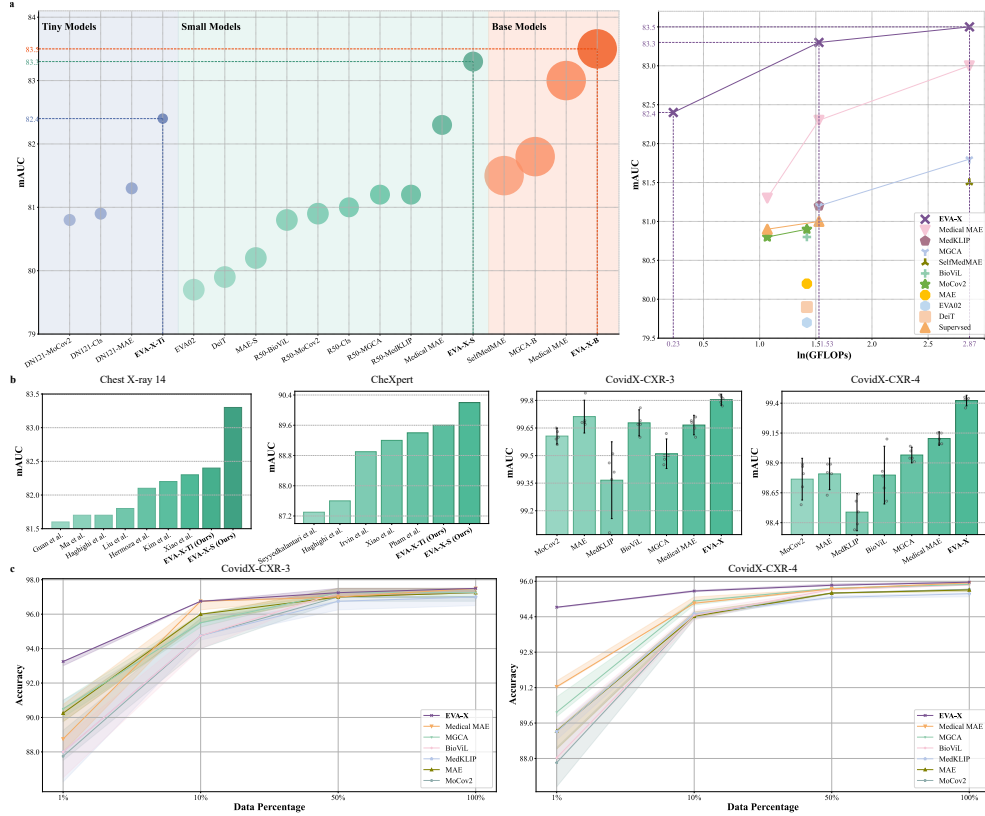 a
Tiny Models
Small Models
Base Models
84
83.5
83.3
83
82.4
82
81
80
79
mAUC
DN121-MoCov2
DN121-Ch
DN121-MAE
EVA-X-Ti
EVA02
DeiT
MAE-S
R50-BioViL
R50-MoCov2
R50-Ch
R50-MGCA
R50-MedKLIP
Medical MAE
EVA-X-S
SelfMedMAE
MGCA-B
Medical MAE
EVA-X-B
83.5
83.3
83.0
82.5
82.4
82.0
81.5
81.0
80.5
80.0
79.5
mAUC
0.23
0.5
1.0
1.5
1.53
2.0
2.5
2.87
ln(GFLOPs)
EVA-X
Medical MAE
MedKLIP
MGCA
SelfMedMAE
BioViL
MoCov2
MAE
EVA02
DeiT
Supervsed
b
Chest X-ray 14
83.5
83.0
82.5
82.0
81.5
mAUC
Guan et al.
Ma et al.
Haghighi et al.
Liu et al.
Hermoza et al.
Kim et al.
Xiao et al.
EVA-X-Ti (Ours)
EVA-X-S (Ours)
CheXpert
90.4
89.6
88.8
88.0
87.2
mAUC
Seyyedkalantari et al.
Haghighi et al.
Irvin et al.
Xiao et al.
Pham et al.
EVA-X-Ti (Ours)
EVA-X-S (Ours)
CovidX-CXR-3
99.8
99.65
99.5
99.35
99.2
mAUC
MoCov2
MAE
MedKLIP
BioViL
MGCA
Medical MAE
EVA-X
CovidX-CXR-4
99.4
99.15
98.9
98.65
98.4
mAUC
MoCov2
MAE
MedKLIP
BioViL
MGCA
Medical MAE
EVA-X
c
CovidX-CXR-3
98.0
96.0
94.0
92.0
90.0
88.0
Accuracy
1%
10%
50%
100%
Data Percentage
EVA-X
Medical MAE
MGCA
BioViL
MedKLIP
MAE
MoCov2
CovidX-CXR-4
96.0
94.4
92.8
91.2
89.6
88.0
Accuracy
1%
10%
50%
100%
Data Percentage
EVA-X
Medical MAE
MGCA
BioViL
MedKLIP
MAE
MoCov2